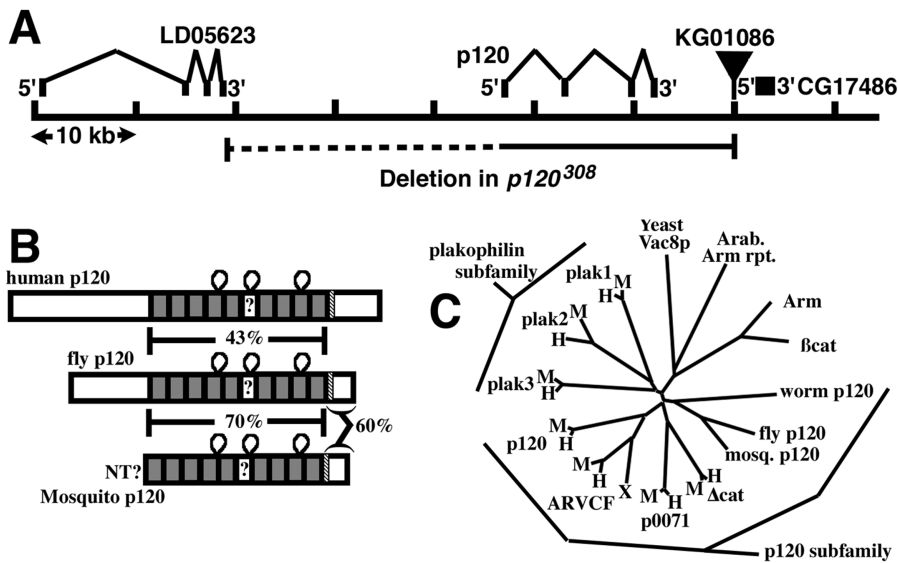 A
LD05623
5'
3'
p120
5'
3'
KG01086
5'
3'CG17486
10 kb
Deletion in p120³⁰⁸
B
human p120
?
43%
fly p120
?
70%
60%
?
NT?
Mosquito p120
C
plakophilin
subfamily
Yeast
Vac8p
Arab.
Arm rpt.
plak1
M
H
Arm
plak2
M
H
ßcat
plak3
M
H
worm p120
p120
M
H
fly p120
mosq. p120
M
H
X
ARVCF
M
H
p0071
H
M
Δcat
p120 subfamily